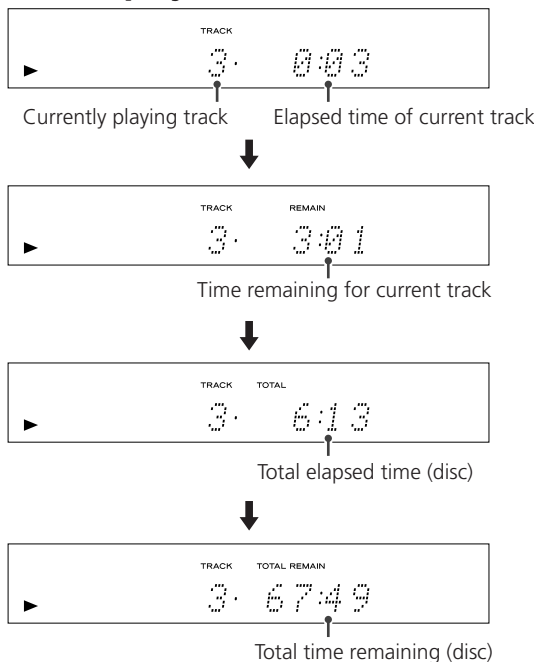 TRACK
3. 0:03
Currently playing track Elapsed time of current track
TRACK REMAIN
3. 3:01
Time remaining for current track
TRACK TOTAL
3. 6:13
Total elapsed time (disc)
TRACK TOTAL REMAIN
3. 67:49
Total time remaining (disc)